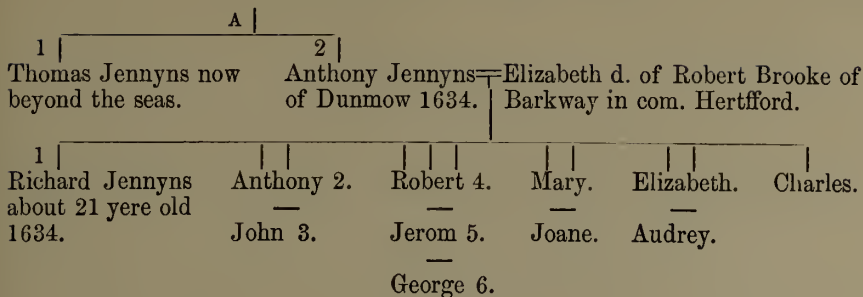 A
1 2
Thomas Jennyns now Anthony Jennyns=Elizabeth d. of Robert Brooke of
beyond the seas. of Dunmow 1634. Barkway in com. Hertfford.
1
Richard Jennyns Anthony 2. Robert 4. Mary. Elizabeth. Charles.
about 21 yere old — — — —
1634. John 3. Jerom 5. Joane. Audrey.
—
George 6.